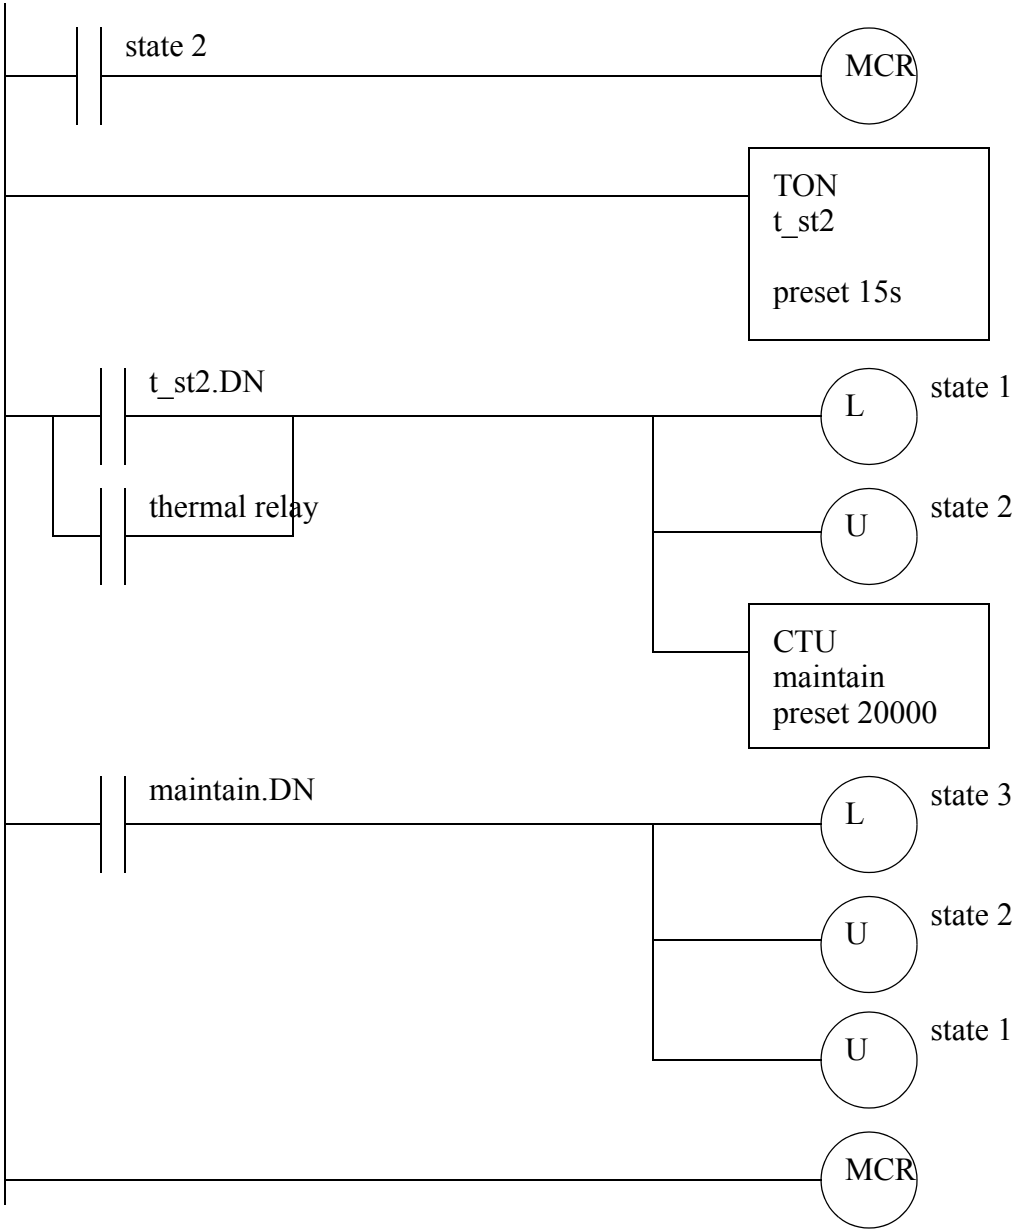 state 2
MCR
TON
t_st2
preset 15s
t_st2.DN
L
state 1
thermal relay
U
state 2
CTU
maintain
preset 20000
maintain.DN
L
state 3
U
state 2
U
state 1
MCR